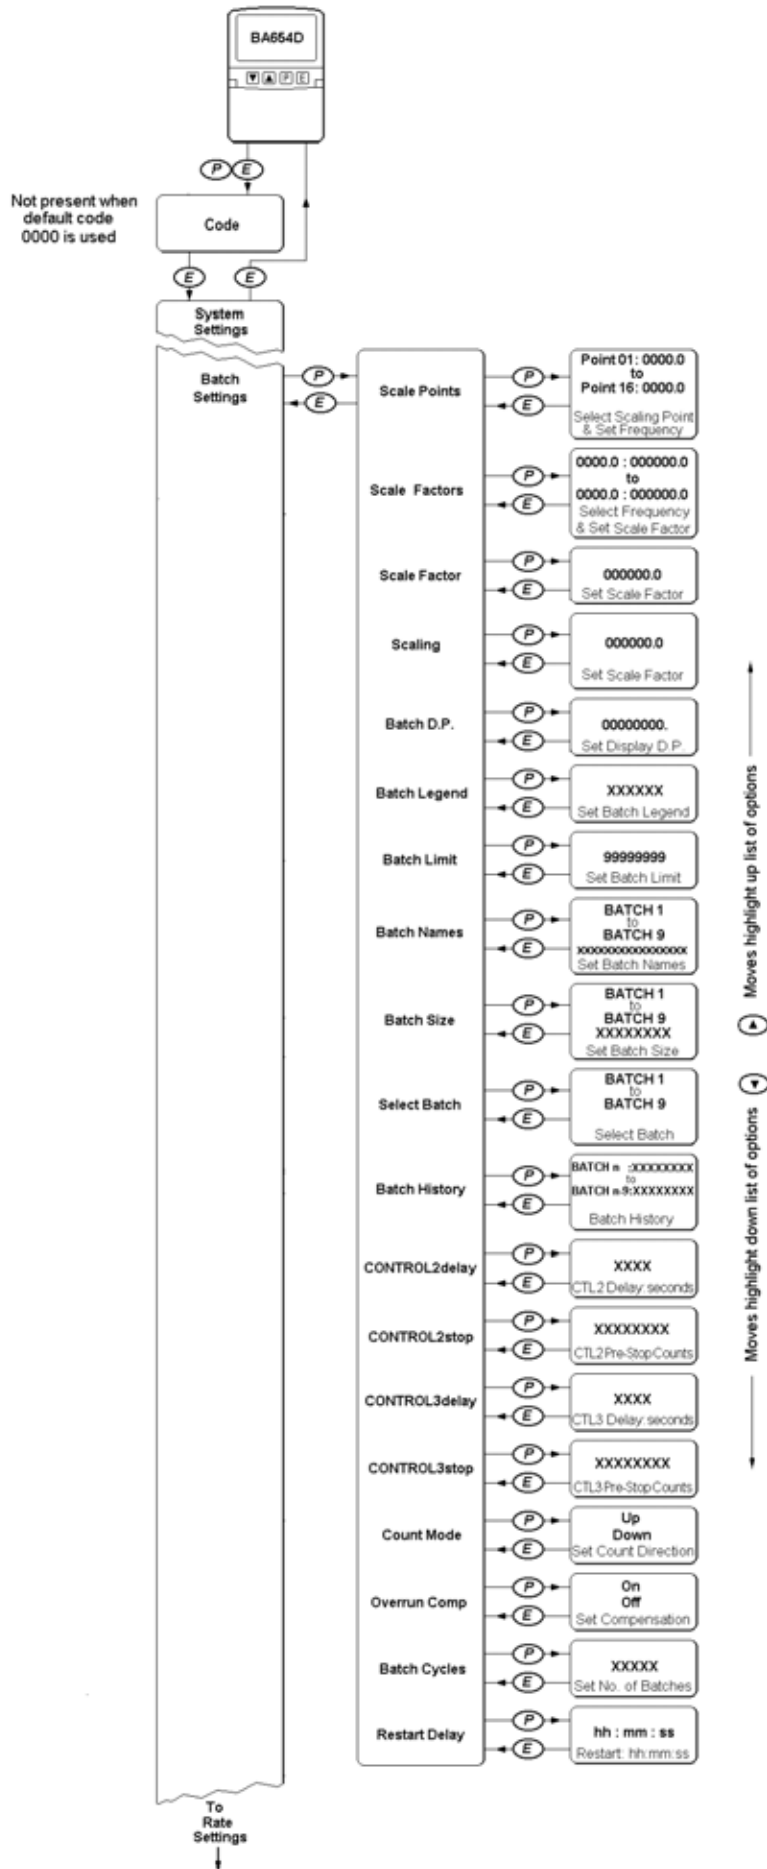 BA654D
P E
P E
Not present when
default code
0000 is used
Code
E E
System
Settings
Batch
Settings
P
E
Scale Points
P
E
Point 01: 0000.0
to
Point 16: 0000.0
Select Scaling Point
& Set Frequency
Scale Factors
P
E
0000.0 : 000000.0
to
0000.0 : 000000.0
Select Frequency
& Set Scale Factor
Scale Factor
P
E
000000.0
Set Scale Factor
Scaling
P
E
000000.0
Set Scale Factor
Batch D.P.
P
E
00000000.
Set Display D.P
Batch Legend
P
E
XXXXXX
Set Batch Legend
Batch Limit
P
E
99999999
Set Batch Limit
Batch Names
P
E
BATCH 1
to
BATCH 9
xxxxxxxxxxxxxxxx
Set Batch Names
Batch Size
P
E
BATCH 1
to
BATCH 9
XXXXXXXX
Set Batch Size
Select Batch
P
E
BATCH 1
to
BATCH 9
Select Batch
Batch History
P
E
BATCH n :XXXXXXXX
to
BATCH n-9:XXXXXXXX
Batch History
CONTROL2delay
P
E
XXXX
CTL2 Delay: seconds
CONTROL2stop
P
E
XXXXXXXX
CTL2 Pre-Stop Counts
CONTROL3delay
P
E
XXXX
CTL3 Delay: seconds
CONTROL3stop
P
E
XXXXXXXX
CTL3 Pre-Stop Counts
Count Mode
P
E
Up
Down
Set Count Direction
Overrun Comp
P
E
On
Off
Set Compensation
Batch Cycles
P
E
XXXXX
Set No. of Batches
Restart Delay
P
E
hh : mm : ss
Restart: hh:mm:ss
To
Rate
Settings
Moves highlight up list of options
Moves highlight down list of options